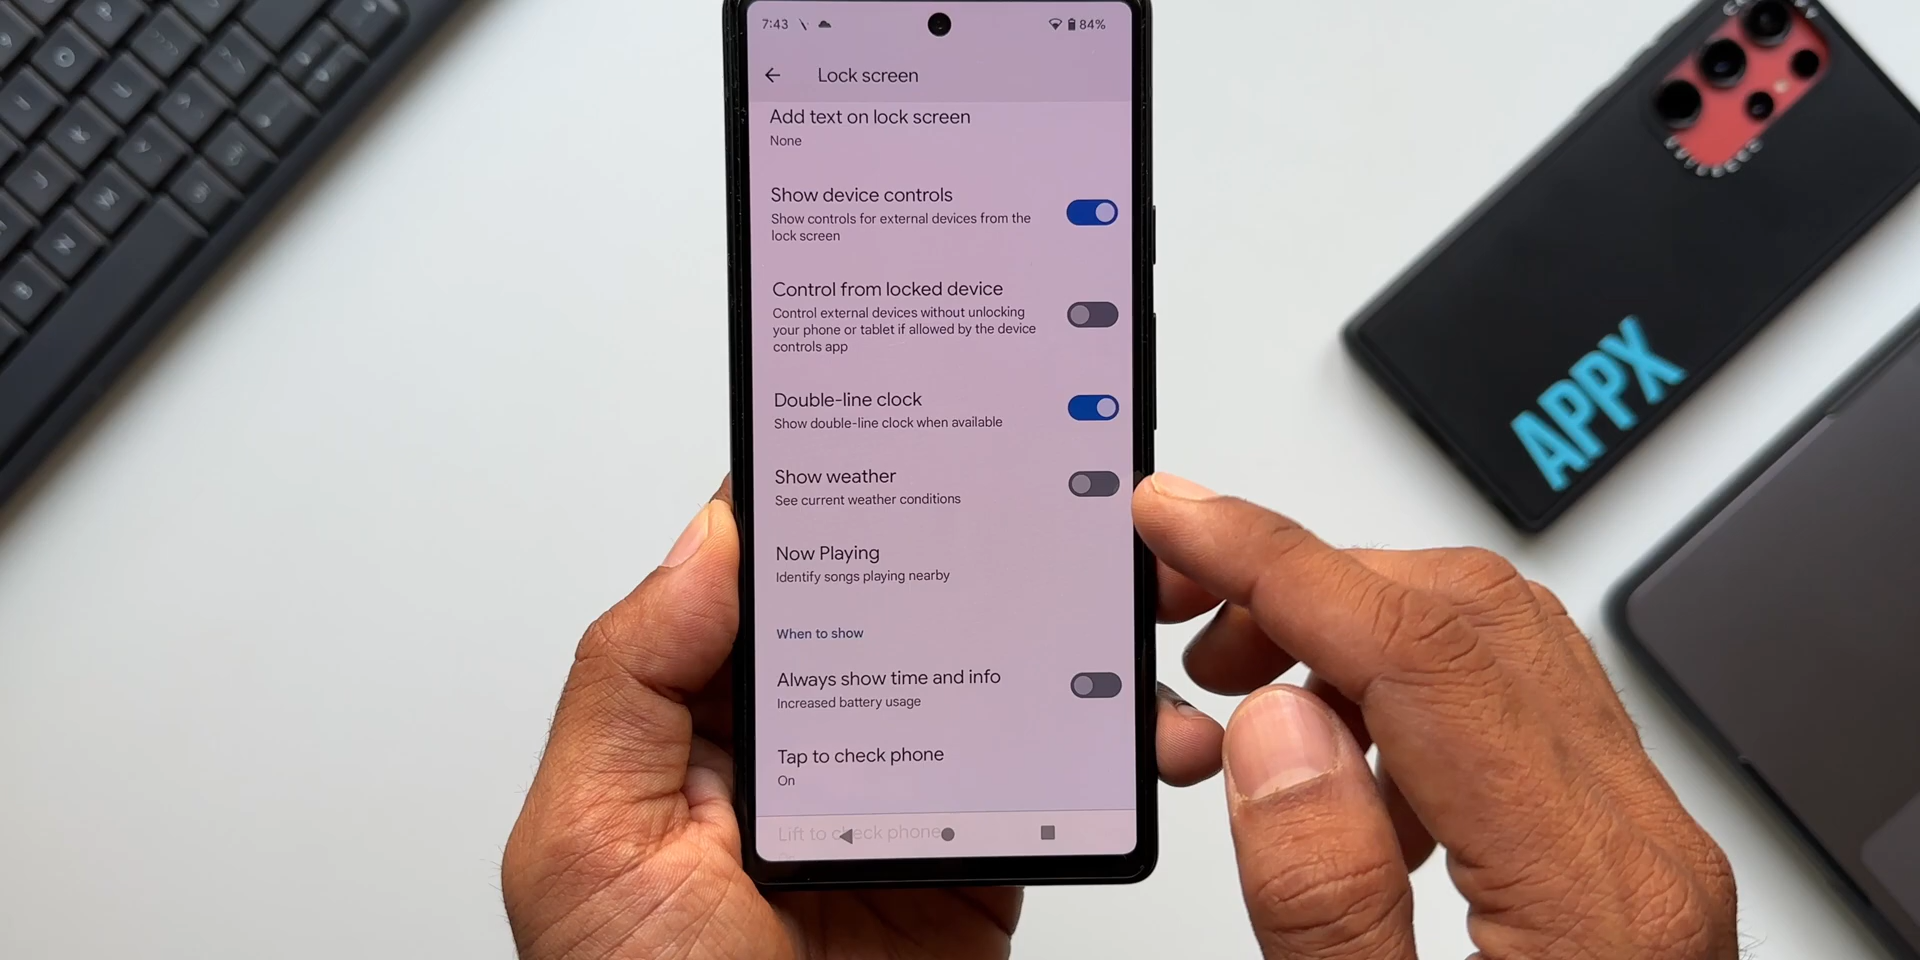 7:43
84%
Lock screen
Add text on lock screen
None
Show device controls
Show controls for external devices from the
lock screen
Control from locked device
Control external devices without unlocking
your phone or tablet if allowed by the device
controls app
Double-line clock
Show double-line clock when available
Show weather
See current weather conditions
Now Playing
Identify songs playing nearby
When to show
Always show time and info
Increased battery usage
Tap to check phone
On
Lift to check phone
APPX